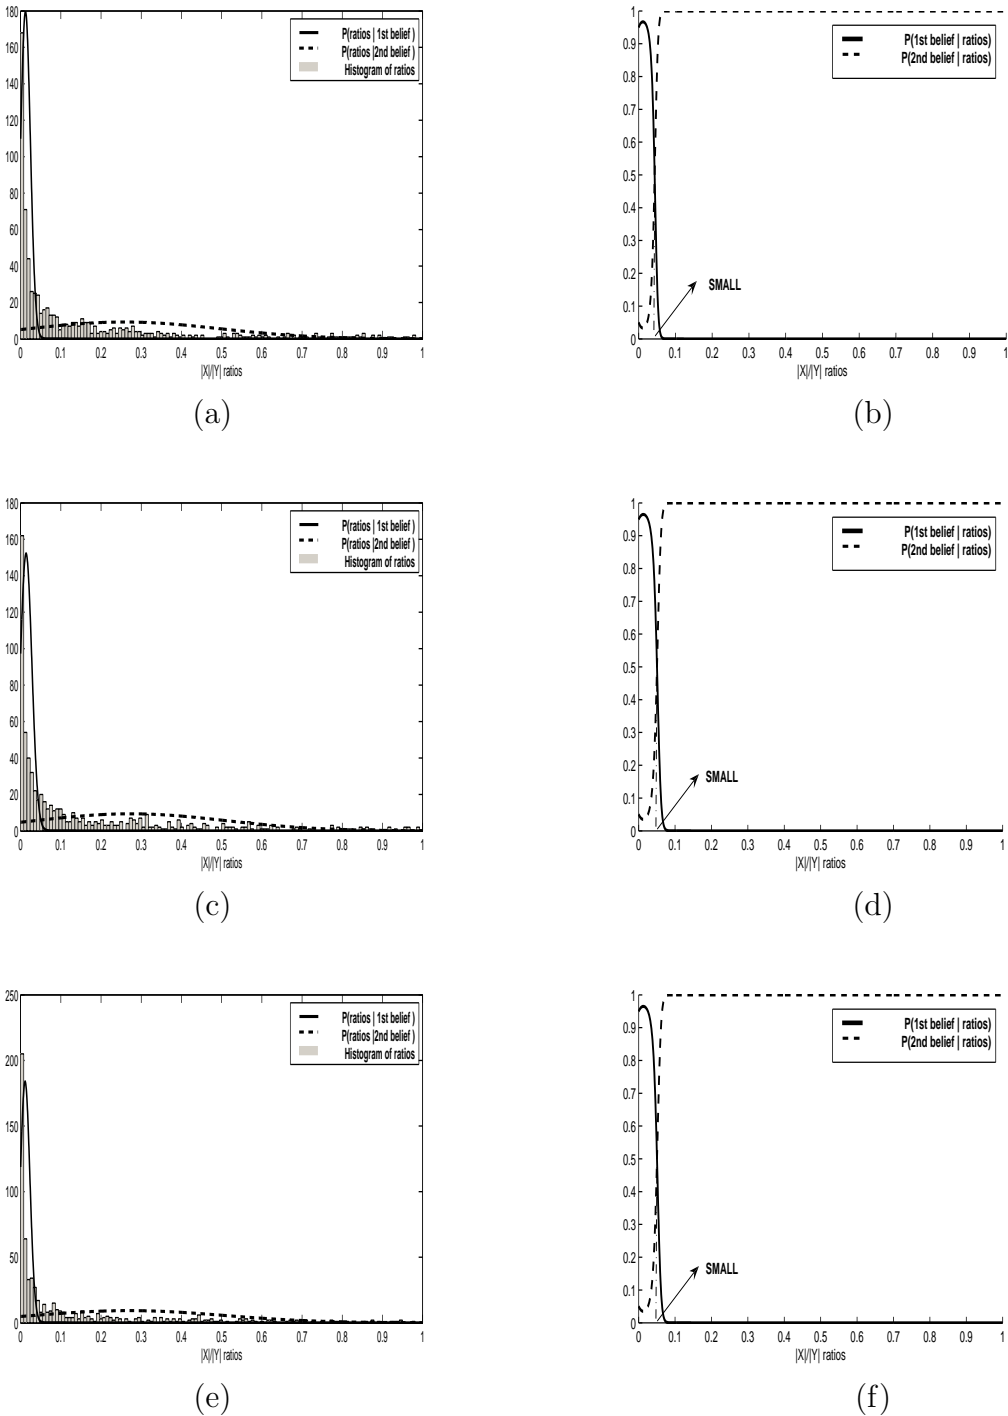 180
160
140
120
100
80
60
40
20
0
P(ratios | 1st belief )
P(ratios |2nd belief )
Histogram of ratios
0 0.1 0.2 0.3 0.4 0.5 0.6 0.7 0.8 0.9 1
|X|/|Y| ratios
(a)
1
0.9
0.8
0.7
0.6
0.5
0.4
0.3
0.2
0.1
0
P(1st belief | ratios)
P(2nd belief | ratios)
SMALL
0 0.1 0.2 0.3 0.4 0.5 0.6 0.7 0.8 0.9 1
|X|/|Y| ratios
(b)
180
160
140
120
100
80
60
40
20
0
P(ratios | 1st belief )
P(ratios |2nd belief )
Histogram of ratios
0 0.1 0.2 0.3 0.4 0.5 0.6 0.7 0.8 0.9 1
|X|/|Y| ratios
(c)
1
0.9
0.8
0.7
0.6
0.5
0.4
0.3
0.2
0.1
0
P(1st belief | ratios)
P(2nd belief | ratios)
SMALL
0 0.1 0.2 0.3 0.4 0.5 0.6 0.7 0.8 0.9 1
|X|/|Y| ratios
(d)
250
200
150
100
50
0
P(ratios | 1st belief )
P(ratios |2nd belief )
Histogram of ratios
0 0.1 0.2 0.3 0.4 0.5 0.6 0.7 0.8 0.9 1
|X|/|Y| ratios
(e)
1
0.9
0.8
0.7
0.6
0.5
0.4
0.3
0.2
0.1
0
P(1st belief | ratios)
P(2nd belief | ratios)
SMALL
0 0.1 0.2 0.3 0.4 0.5 0.6 0.7 0.8 0.9 1
|X|/|Y| ratios
(f)